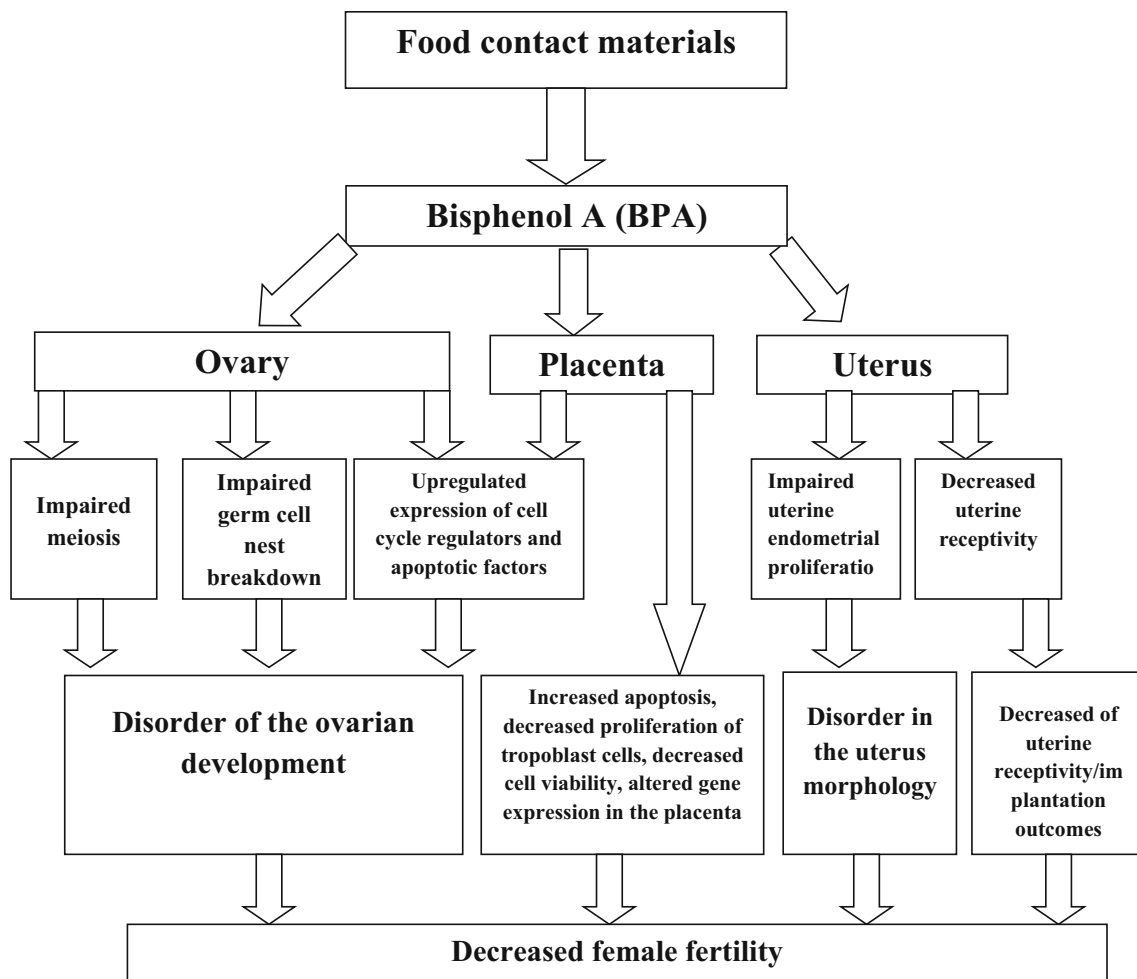 Food contact materials
Bisphenol A (BPA)
Ovary
Placenta
Uterus
Impaired
meiosis
Impaired
germ cell
nest
breakdown
Upregulated
expression of cell
cycle regulators and
apoptotic factors
Impaired
uterine
endometrial
proliferatio
Decreased
uterine
receptivity
Disorder of the ovarian
development
Increased apoptosis,
decreased proliferation of
tropoblast cells, decreased
cell viability, altered gene
expression in the placenta
Disorder in
the uterus
morphology
Decreased of
uterine
receptivity/im
plantation
outcomes
Decreased female fertility